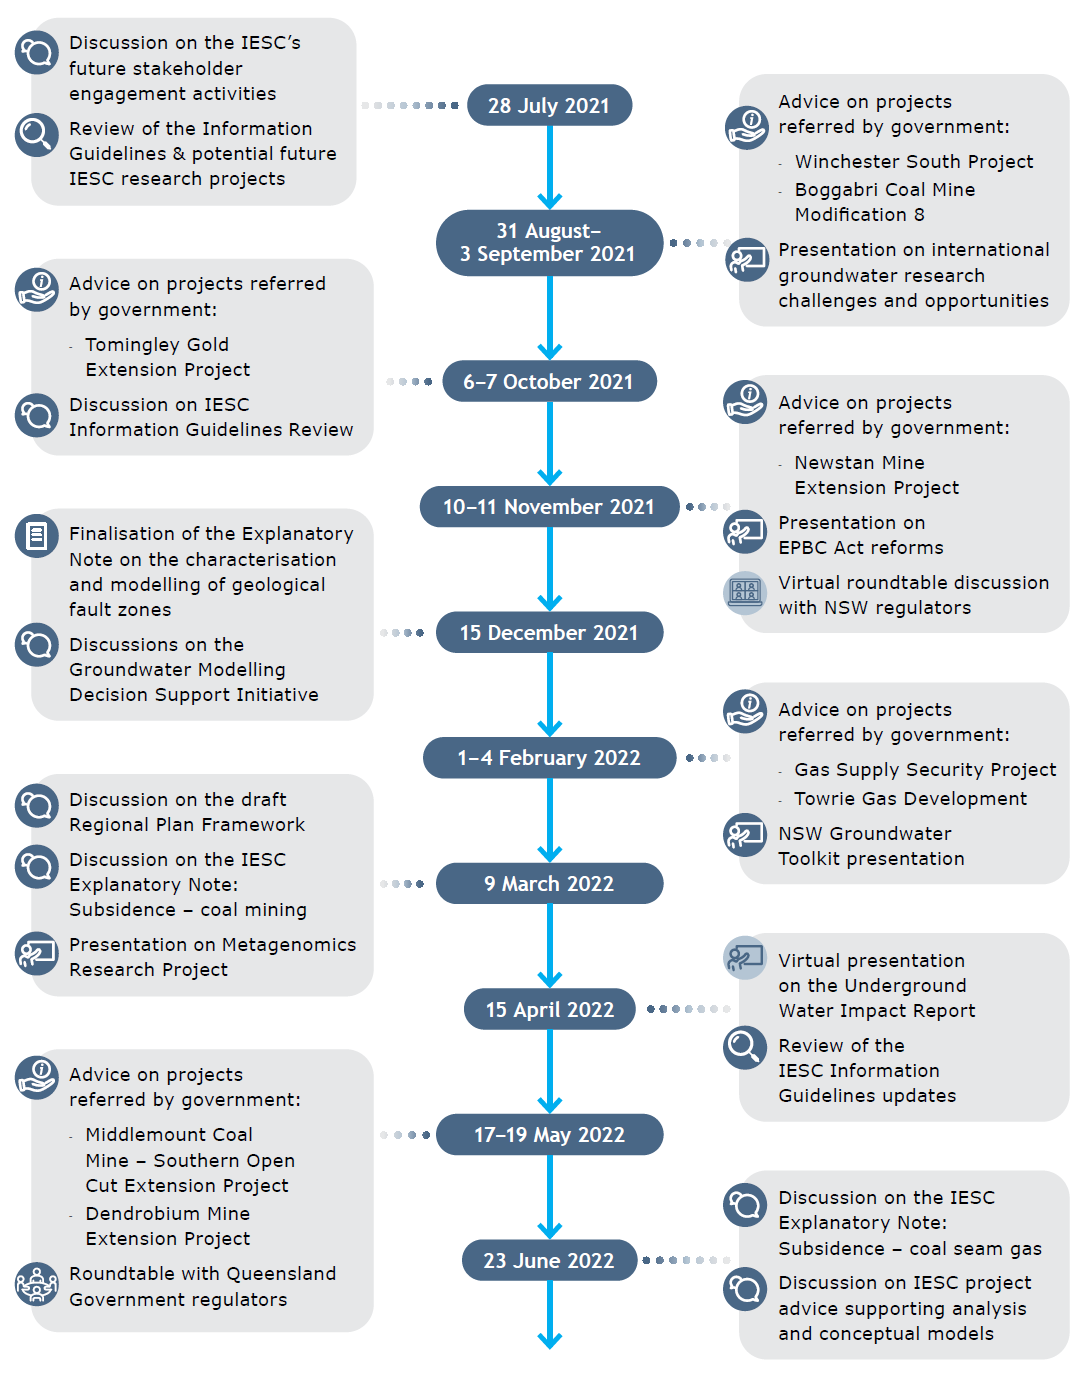 Discussion on the IESC’s
future stakeholder
engagement activities
Review of the Information
Guidelines & potential future
IESC research projects
28 July 2021
31 August–
3 September 2021
Advice on projects
referred by government:
- Winchester South Project
- Boggabri Coal Mine
Modification 8
Presentation on international
groundwater research
challenges and opportunities
Advice on projects referred
by government:
- Tomingley Gold
Extension Project
Discussion on IESC
Information Guidelines Review
6–7 October 2021
10–11 November 2021
Advice on projects
referred by government:
- Newstan Mine
Extension Project
Presentation on
EPBC Act reforms
Virtual roundtable discussion
with NSW regulators
Finalisation of the Explanatory
Note on the characterisation
and modelling of geological
fault zones
Discussions on the
Groundwater Modelling
Decision Support Initiative
15 December 2021
1–4 February 2022
Advice on projects
referred by government:
- Gas Supply Security Project
- Towrie Gas Development
NSW Groundwater
Toolkit presentation
Discussion on the draft
Regional Plan Framework
Discussion on the IESC
Explanatory Note:
Subsidence – coal mining
Presentation on Metagenomics
Research Project
9 March 2022
15 April 2022
Virtual presentation
on the Underground
Water Impact Report
Review of the
IESC Information
Guidelines updates
Advice on projects
referred by government:
- Middlemount Coal
Mine – Southern Open
Cut Extension Project
- Dendrobium Mine
Extension Project
Roundtable with Queensland
Government regulators
17–19 May 2022
23 June 2022
Discussion on the IESC
Explanatory Note:
Subsidence – coal seam gas
Discussion on IESC project
advice supporting analysis
and conceptual models